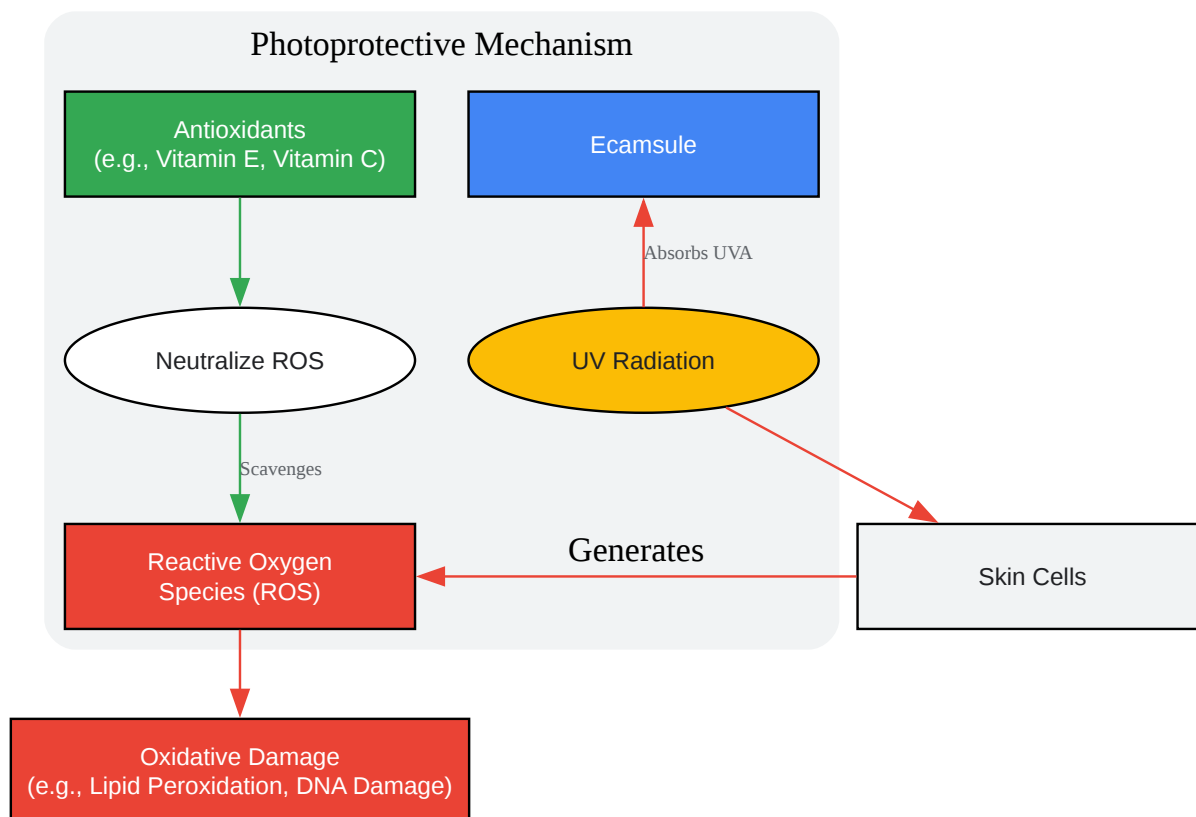 Photoprotective Mechanism
Antioxidants
(e.g., Vitamin E, Vitamin C)
Ecamsule
Absorbs UVA
Neutralize ROS
UV Radiation
Scavenges
Generates
Reactive Oxygen
Species (ROS)
Skin Cells
Oxidative Damage
(e.g., Lipid Peroxidation, DNA Damage)